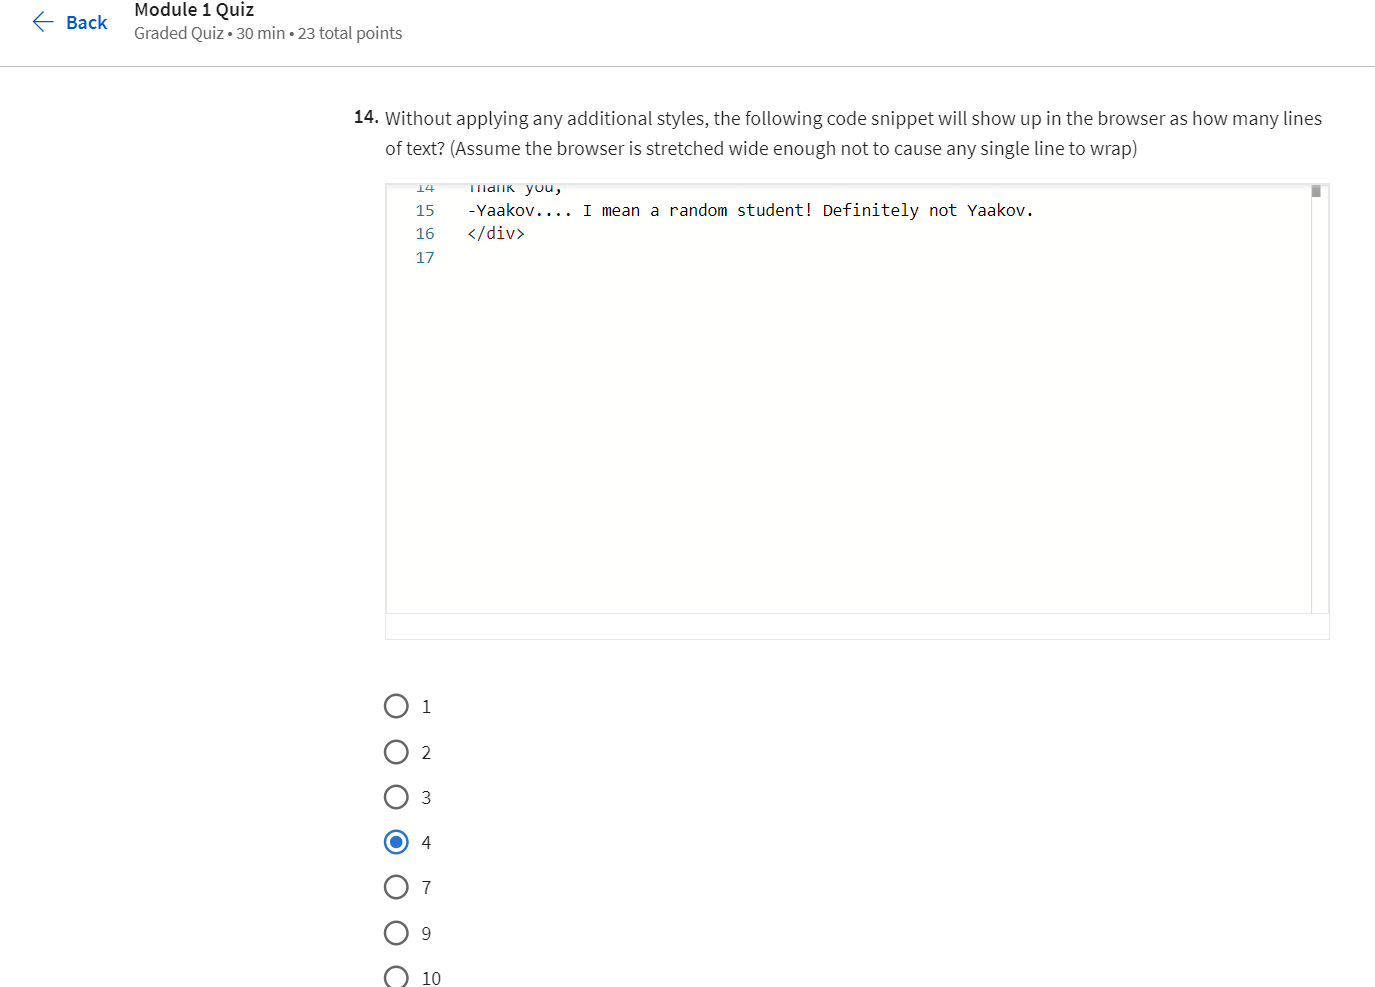 Back
Module 1 Quiz
Graded Quiz • 30 min • 23 total points
14. Without applying any additional styles, the following code snippet will show up in the browser as how many lines
of text? (Assume the browser is stretched wide enough not to cause any single line to wrap)
14 Thank you,
15 -Yaakov.... I mean a random student! Definitely not Yaakov.
16 </div>
17
1
2
3
4
7
9
10